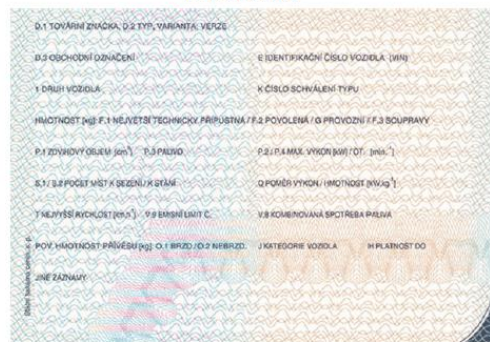 D.1 TOVÁRNÍ ZNAČKA, D.2 TYP, VARIANTA, VERZE
D.3 OBCHODNÍ OZNAČENÍ E IDENTIFIKAČNÍ ČÍSLO VOZIDLA (VIN)
1 DRUH VOZIDLA K ČÍSLO SCHVÁLENÍ TYPU
HMOTNOST [kg] F.1 NEJVĚTŠÍ TECHNICKY PŘÍPUSTNÁ / F.2 POVOLENÁ / G PROVOZNÍ / F.3 SOUPRAVY
P.1 ZDVIHOVÝ OBJEM [cm³] P.3 PALIVO P.2 / P.4 MAX. VÝKON [kW] / OT. [min.⁻¹]
S.1 / S.2 POČET MÍST K SEZENÍ / K STÁNÍ Q POMĚR VÝKON / HMOTNOST [kW.kg⁻¹]
T NEJVYŠŠÍ RYCHLOST [km.h⁻¹] V.9 EMISNÍ LIMIT Č. V.8 KOMBINOVANÁ SPOTŘEBA PALIVA
POV. HMOTNOST PŘÍVĚSU [kg] O.1 BRZD. / O.2 NEBRZD. J KATEGORIE VOZIDLA H PLATNOST DO
JINÉ ZÁZNAMY